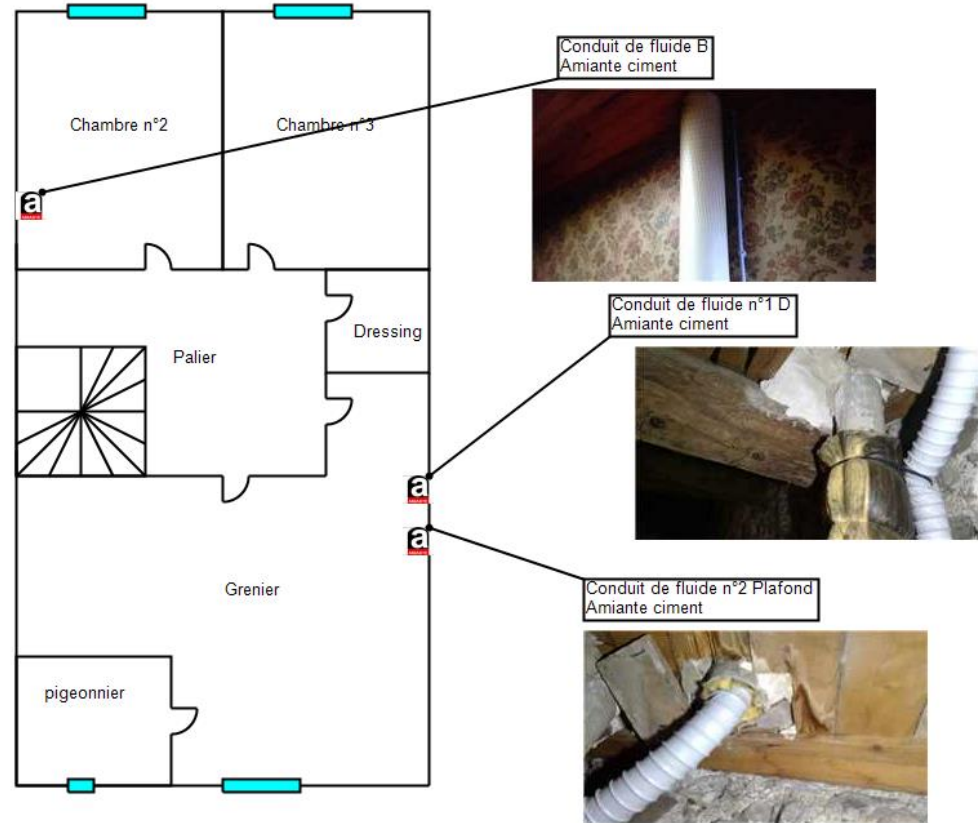 Conduit de fluide B
Amiante ciment
Chambre n°2
Chambre n°3
a
Conduit de fluide n°1 D
Amiante ciment
Dressing
Palier
a
a
Conduit de fluide n°2 Plafond
Amiante ciment
Grenier
pigeonnier